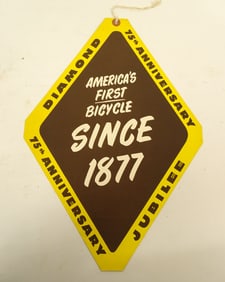 DIAMOND
75th ANNIVERSARY
AMERICA'S
FIRST
BICYCLE
SINCE
1877
75th ANNIVERSARY
JUBILEE